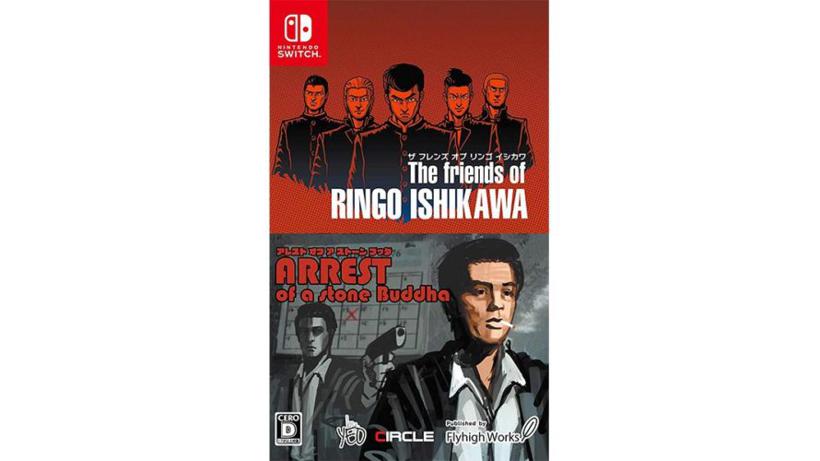 NINTENDO
SWITCH.
ザ フレンズ オブ リンゴ イシカワ
The friends of
RINGO ISHIKAWA
アレスト オブ ア ストーン ブッダ
ARREST
of a stone Buddha
CERO
D
YEO
CIRCLE
Published by
Flyhigh Works